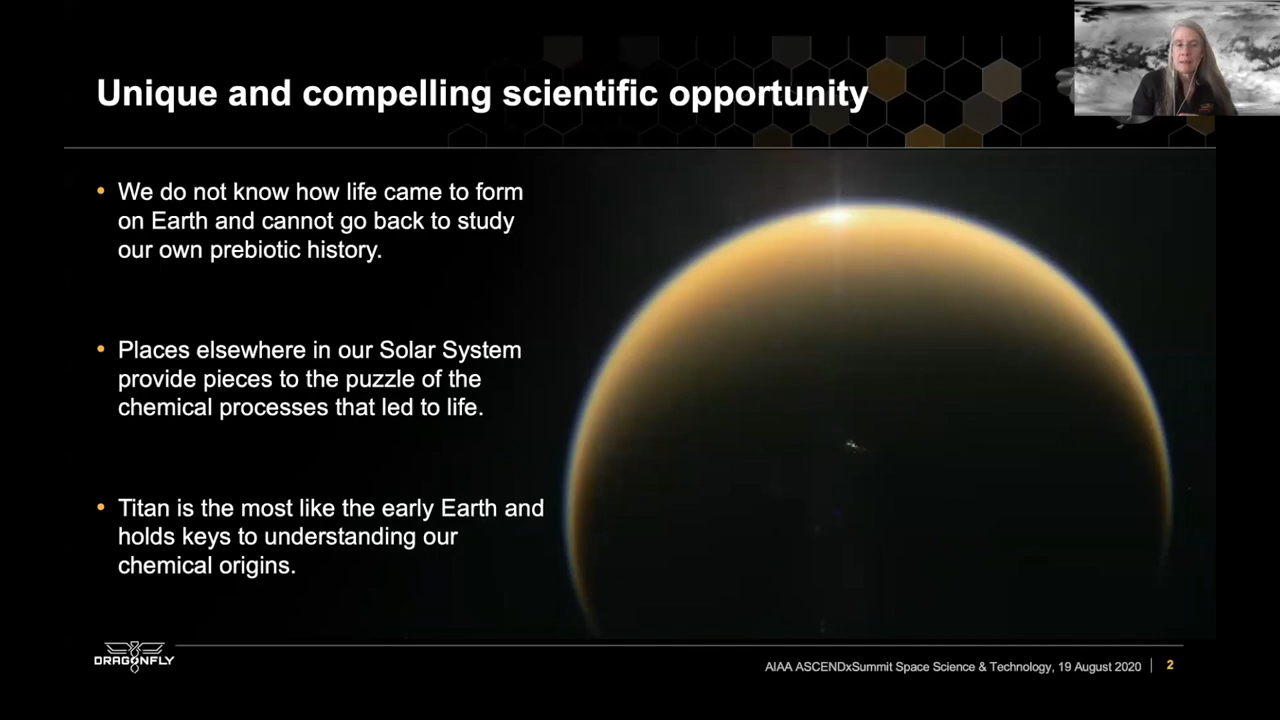 Unique and compelling scientific opportunity
• We do not know how life came to form
on Earth and cannot go back to study
our own prebiotic history.
• Places elsewhere in our Solar System
provide pieces to the puzzle of the
chemical processes that led to life.
• Titan is the most like the early Earth and
holds keys to understanding our
chemical origins.
DRAGONFLY
AIAA ASCENDxSummit Space Science & Technology, 19 August 2020 | 2